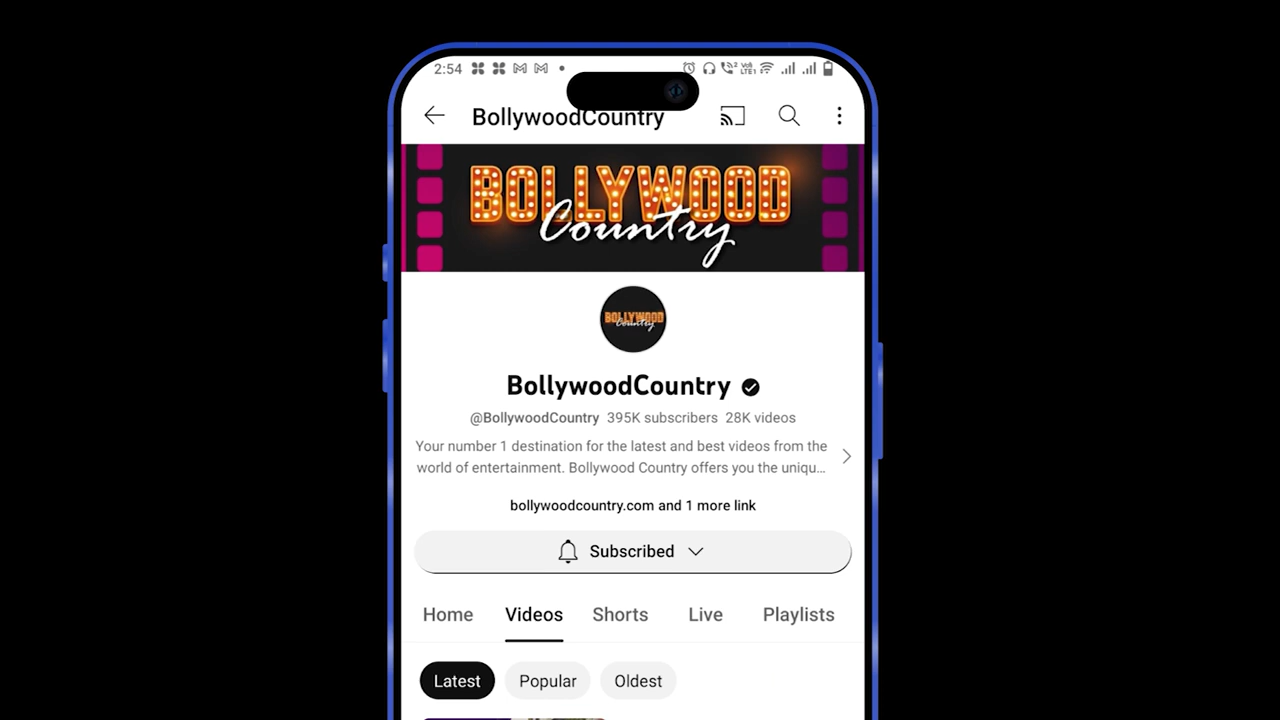 2:54
BollywoodCountry
BOLLYWOOD
Country
BOLLYWOOD
Country
BollywoodCountry
@BollywoodCountry 395K subscribers 28K videos
Your number 1 destination for the latest and best videos from the
world of entertainment. Bollywood Country offers you the uniqu...
bollywoodcountry.com and 1 more link
Subscribed
Home Videos Shorts Live Playlists
Latest Popular Oldest